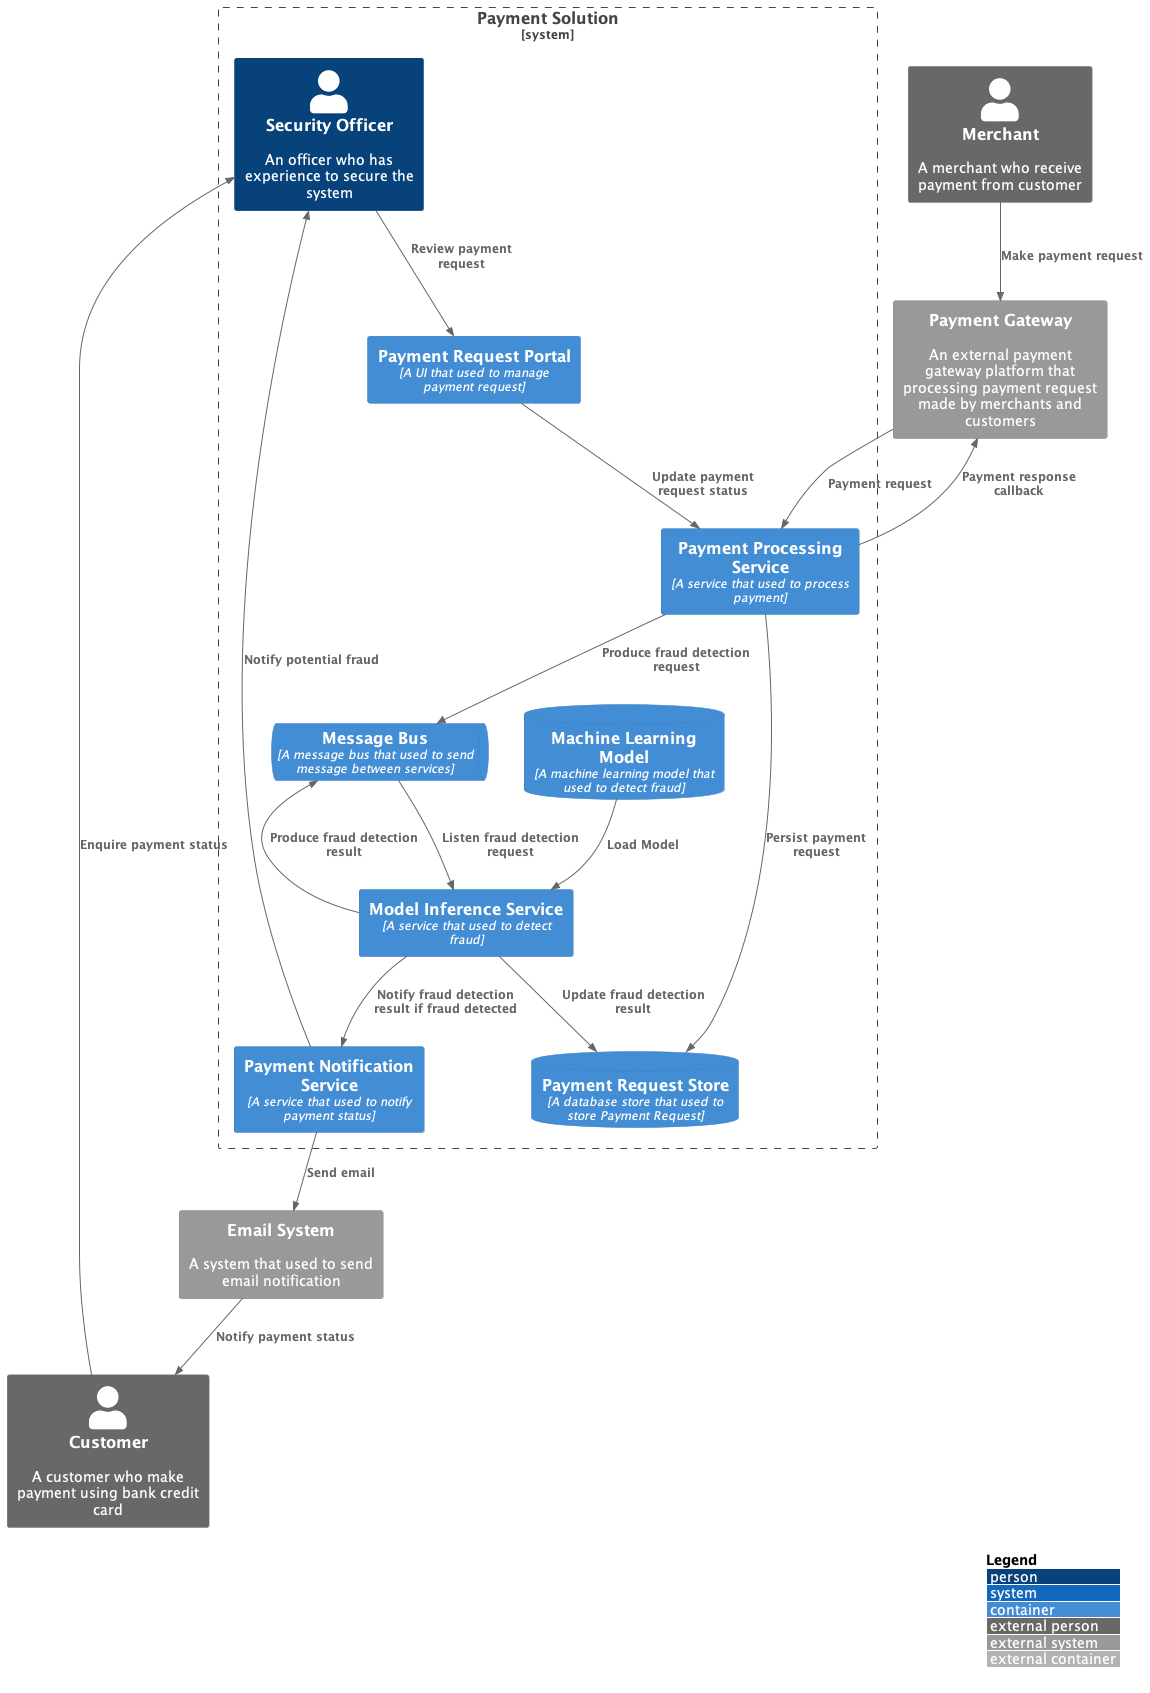 Payment Solution
[system]
Security Officer
An officer who has
experience to secure the
system
Merchant
A merchant who receive
payment from customer
Review payment
request
Make payment request
Payment Request Portal
[A UI that used to manage
payment request]
Payment Gateway
An external payment
gateway platform that
processing payment request
made by merchants and
customers
Update payment
request status
Payment request
Payment response
callback
Payment Processing
Service
[A service that used to process
payment]
Notify potential fraud
Produce fraud detection
request
Message Bus
[A message bus that used to send
message between services]
Machine Learning
Model
[A machine learning model that
used to detect fraud]
Enquire payment status
Produce fraud detection
result
Listen fraud detection
request
Load Model
Persist payment
request
Model Inference Service
[A service that used to detect
fraud]
Notify fraud detection
result if fraud detected
Update fraud detection
result
Payment Notification
Service
[A service that used to notify
payment status]
Payment Request Store
[A database store that used to
store Payment Request]
Send email
Email System
A system that used to send
email notification
Notify payment status
Customer
A customer who make
payment using bank credit
card
Legend
person
system
container
external person
external system
external container